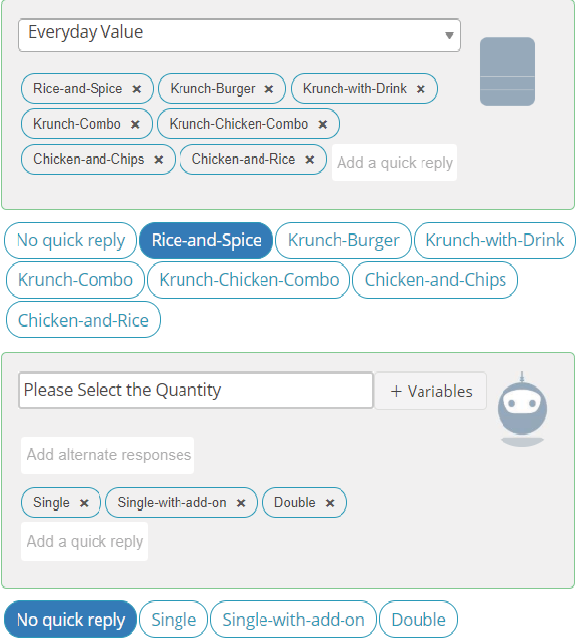 Everyday Value
Rice-and-Spice × Krunch-Burger × Krunch-with-Drink ×
Krunch-Combo × Krunch-Chicken-Combo ×
Chicken-and-Chips × Chicken-and-Rice × Add a quick reply
No quick reply Rice-and-Spice Krunch-Burger Krunch-with-Drink
Krunch-Combo Krunch-Chicken-Combo Chicken-and-Chips
Chicken-and-Rice
Please Select the Quantity + Variables
Add alternate responses
Single × Single-with-add-on × Double ×
Add a quick reply
No quick reply Single Single-with-add-on Double